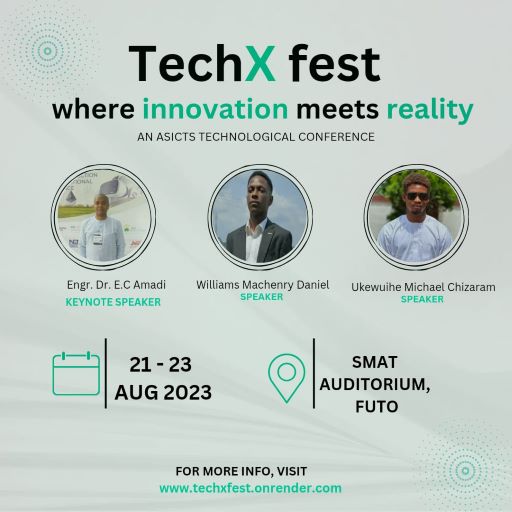 TechX fest
where innovation meets reality
AN ASICTS TECHNOLOGICAL CONFERENCE
Engr. Dr. E.C Amadi
KEYNOTE SPEAKER
Williams Machenry Daniel
SPEAKER
Ukewuihe Michael Chizaram
SPEAKER
21 - 23
AUG 2023
SMAT
AUDITORIUM,
FUTO
FOR MORE INFO, VISIT
www.techxfest.onrender.com